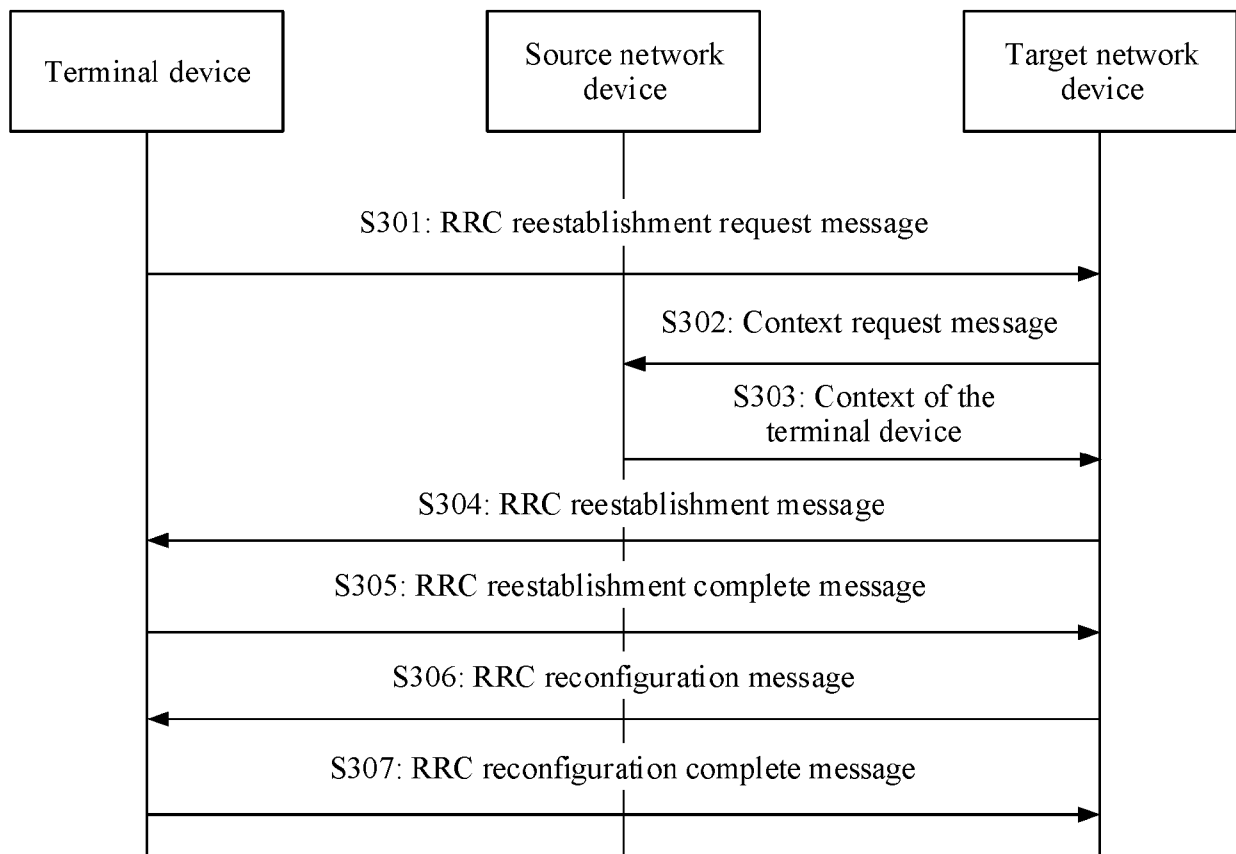 Terminal device
Source network
device
Target network
device
S301: RRC reestablishment request message
S302: Context request message
S303: Context of the
terminal device
S304: RRC reestablishment message
S305: RRC reestablishment complete message
S306: RRC reconfiguration message
S307: RRC reconfiguration complete message